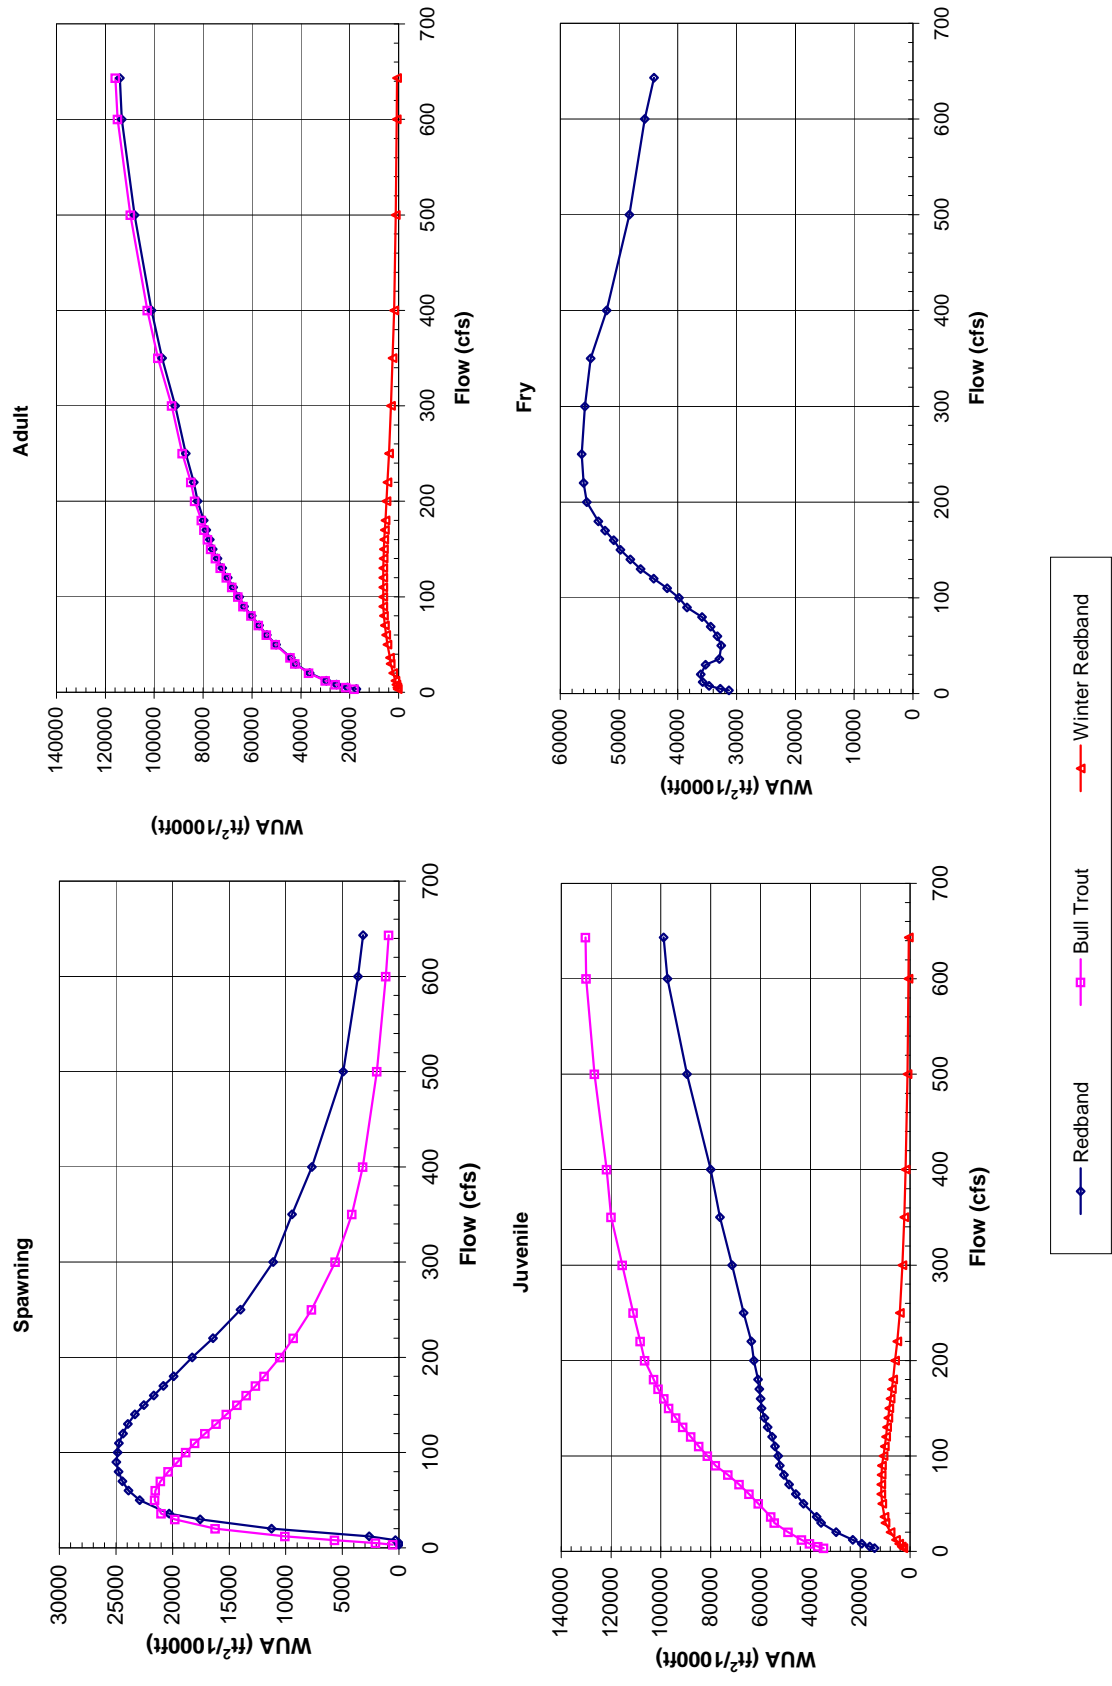 Spawning
WUA (ft²/1000ft)
30000
25000
20000
15000
10000
5000
0
0 100 200 300 400 500 600 700
Flow (cfs)
Adult
WUA (ft²/1000ft)
140000
120000
100000
80000
60000
40000
20000
0
0 100 200 300 400 500 600 700
Flow (cfs)
Juvenile
WUA (ft²/1000ft)
140000
120000
100000
80000
60000
40000
20000
0
0 100 200 300 400 500 600 700
Flow (cfs)
Fry
WUA (ft²/1000ft)
60000
50000
40000
30000
20000
10000
0
0 100 200 300 400 500 600 700
Flow (cfs)
Redband Bull Trout Winter Redband